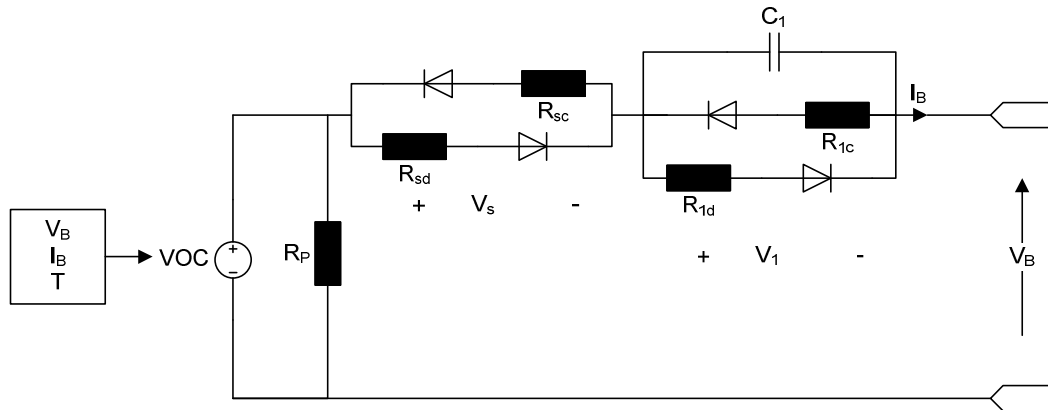 C1
IB
Rsc
R1c
Rsd
R1d
+ Vs -
VB
IB
T
VOC
+
−
RP
+ V1 -
VB